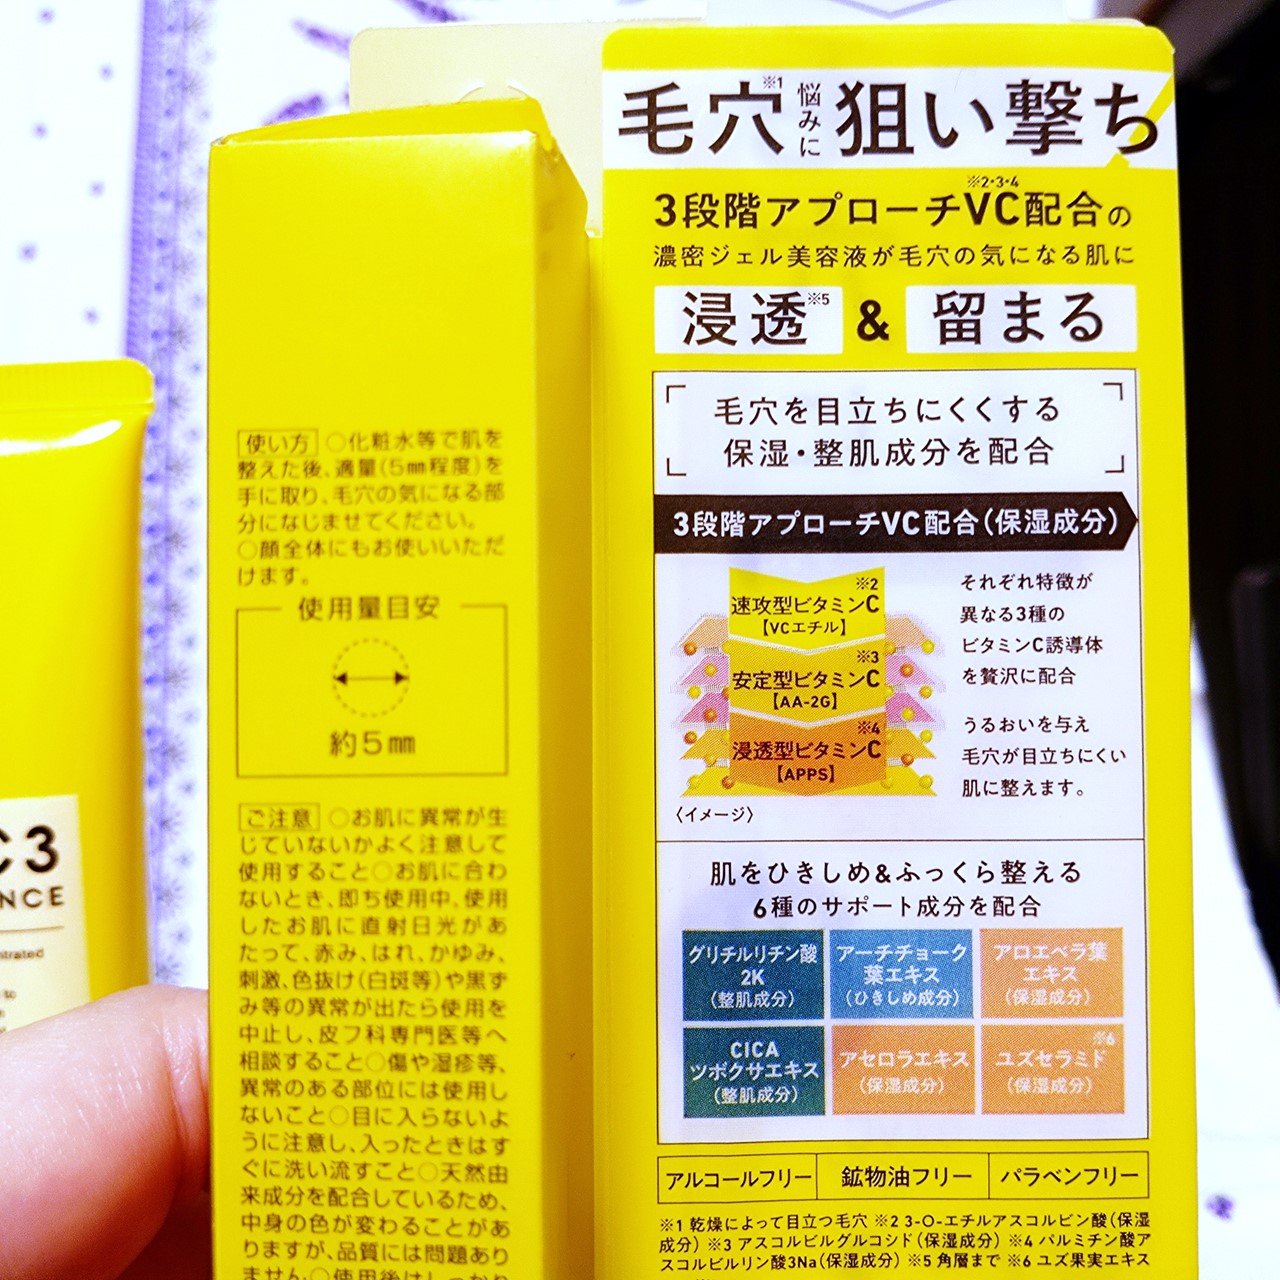 C3
NCE
ntrated
to
使い方 ○化粧水等で肌を
整えた後、適量(5㎜程度)を
手に取り、毛穴の気になる部
分になじませてください。
○顔全体にもお使いいただ
けます。
使用量目安
約5㎜
ご注意 ○お肌に異常が生
じていないかよく注意して
使用すること○お肌に合わ
ないとき、即ち使用中、使用
したお肌に直射日光があ
たって、赤み、はれ、かゆみ、
刺激、色抜け(白斑等)や黒ず
み等の異常が出たら使用を
中止し、皮フ科専門医等へ
相談すること○傷や湿疹等、
異常のある部位には使用し
ないこと○目に入らないよ
うに注意し、入ったときはす
ぐに洗い流すこと○天然由
来成分を配合しているため、
中身の色が変わることがあ
りますが、品質には問題あり
ません○使用後はしっかり
毛穴※1悩みに狙い撃ち
3段階アプローチVC※2・3・4配合の
濃密ジェル美容液が毛穴の気になる肌に
浸透※5 & 留まる
毛穴を目立ちにくくする
保湿・整肌成分を配合
3段階アプローチVC配合(保湿成分)
※2
速攻型ビタミンC
【VCエチル】
※3
安定型ビタミンC
【AA-2G】
※4
浸透型ビタミンC
【APPS】
〈イメージ〉
それぞれ特徴が
異なる3種の
ビタミンC誘導体
を贅沢に配合
うるおいを与え
毛穴が目立ちにくい
肌に整えます。
肌をひきしめ&ふっくら整える
6種のサポート成分を配合
グリチルリチン酸
2K
(整肌成分)
アーチチョーク
葉エキス
(ひきしめ成分)
アロエベラ葉
エキス
(保湿成分)
CICA
ツボクサエキス
(整肌成分)
アセロラエキス
(保湿成分)
※6
ユズセラミド
(保湿成分)
アルコールフリー 鉱物油フリー パラベンフリー
※1 乾燥によって目立つ毛穴 ※2 3-O-エチルアスコルビン酸(保湿
成分) ※3 アスコルビルグルコシド(保湿成分) ※4 パルミチン酸ア
スコルビルリン酸3Na(保湿成分) ※5 角層まで ※6 ユズ果実エキス